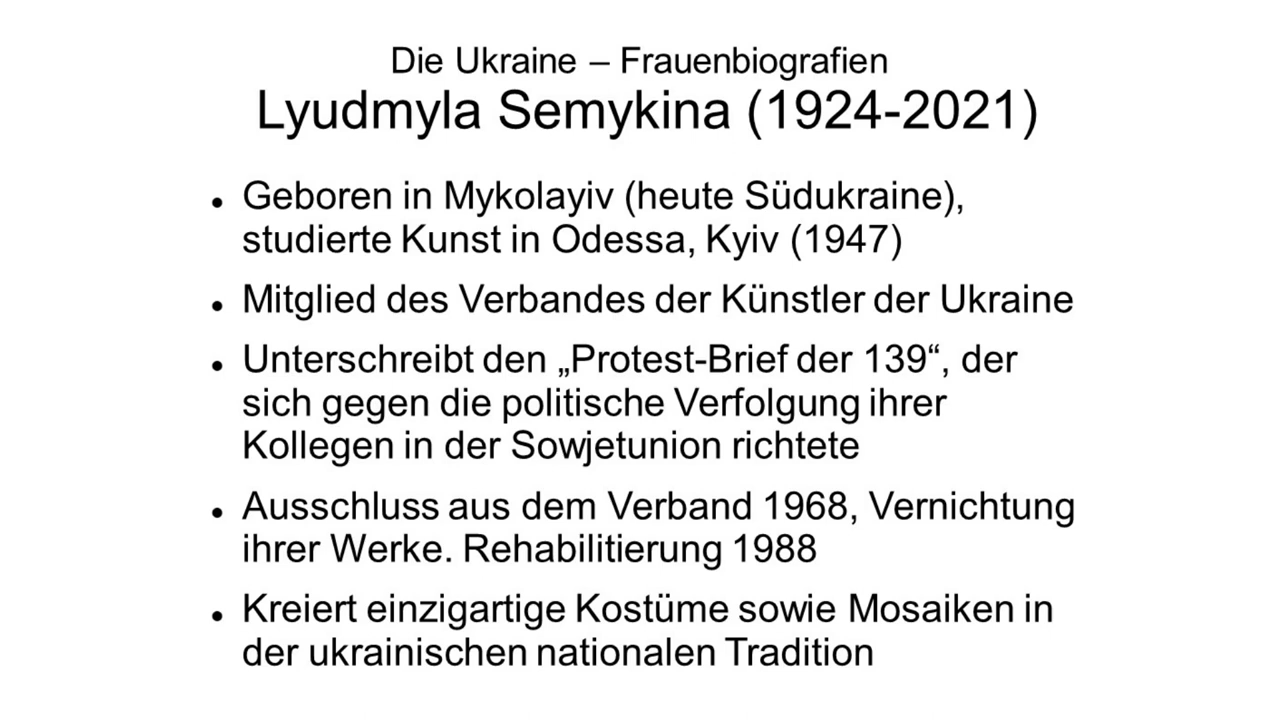 Die Ukraine – Frauenbiografien
Lyudmyla Semykina (1924-2021)
● Geboren in Mykolayiv (heute Südukraine),
studierte Kunst in Odessa, Kyiv (1947)
● Mitglied des Verbandes der Künstler der Ukraine
● Unterschreibt den „Protest-Brief der 139“, der
sich gegen die politische Verfolgung ihrer
Kollegen in der Sowjetunion richtete
● Ausschluss aus dem Verband 1968, Vernichtung
ihrer Werke. Rehabilitierung 1988
● Kreiert einzigartige Kostüme sowie Mosaiken in
der ukrainischen nationalen Tradition